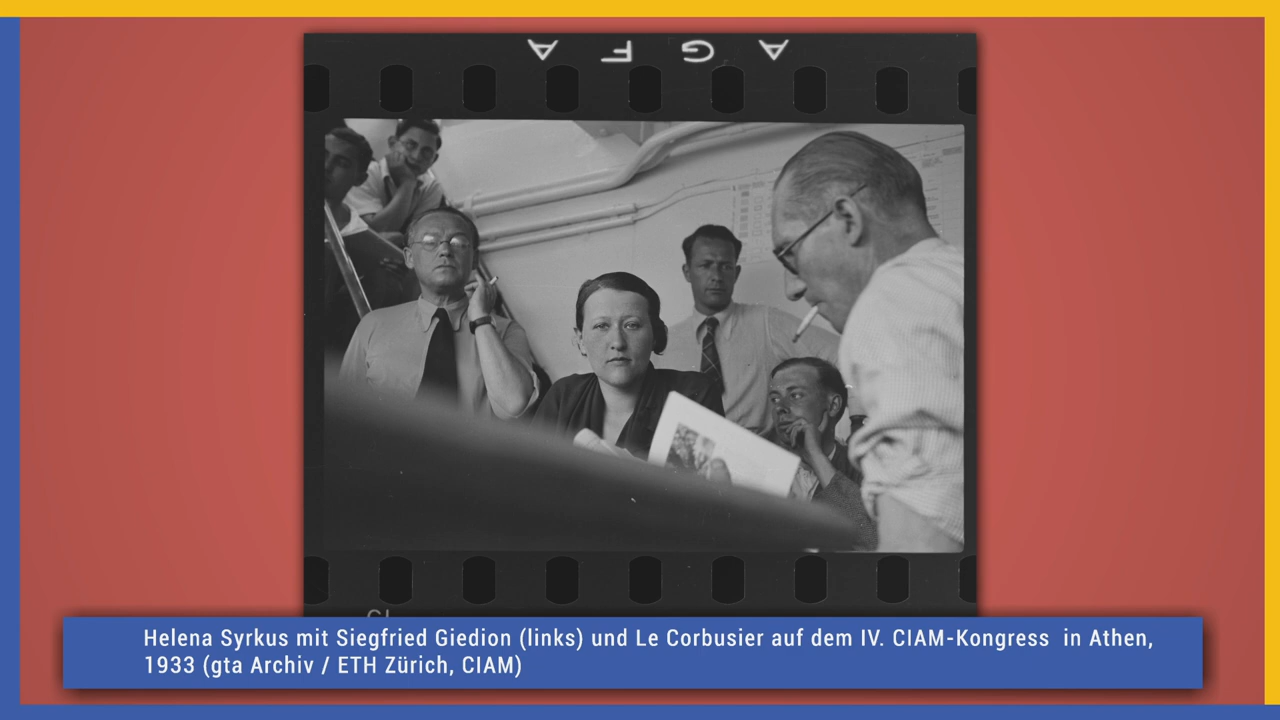 AGFA
Helena Syrkus mit Siegfried Giedion (links) und Le Corbusier auf dem IV. CIAM-Kongress in Athen,
1933 (gta Archiv / ETH Zürich, CIAM)